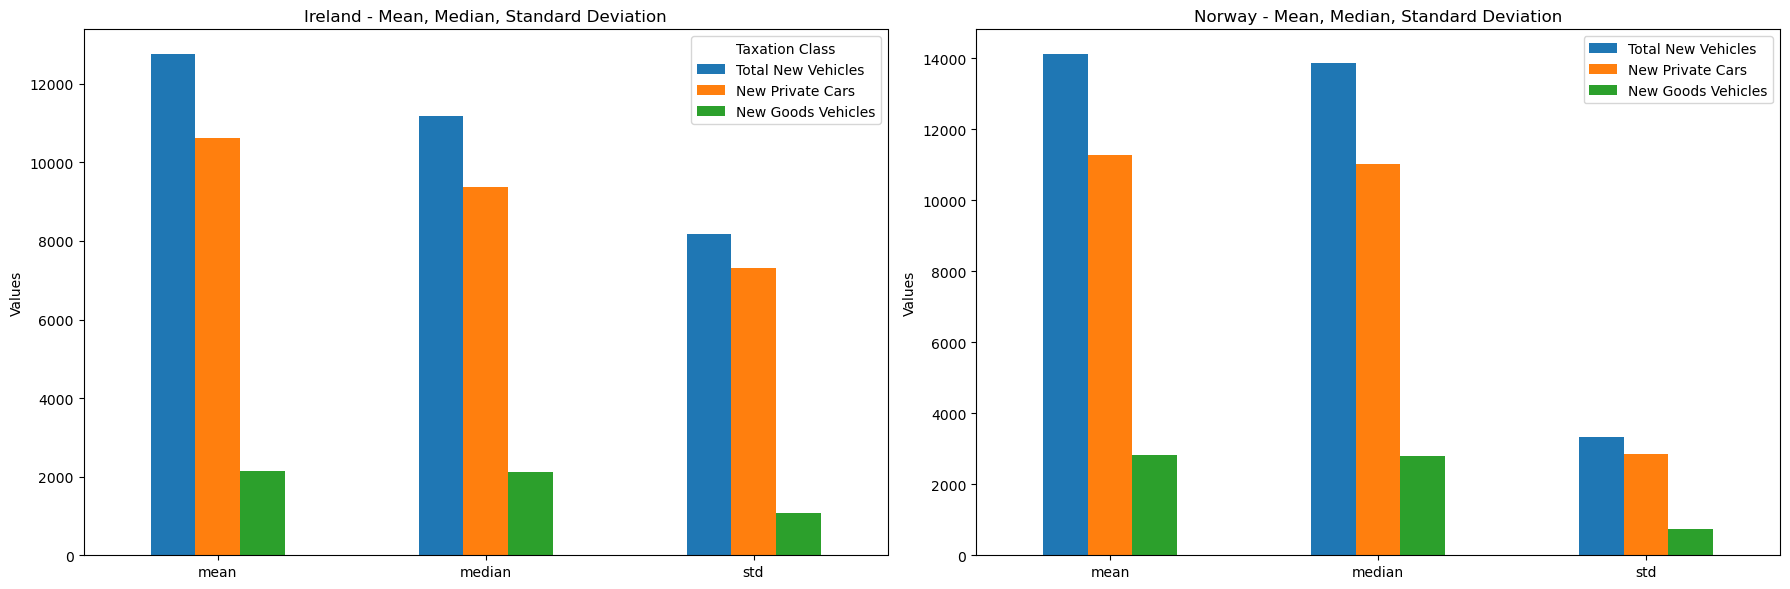 Ireland - Mean, Median, Standard Deviation
Values
12000
10000
8000
6000
4000
2000
0
mean
median
std
Taxation Class
Total New Vehicles
New Private Cars
New Goods Vehicles
Norway - Mean, Median, Standard Deviation
Values
14000
12000
10000
8000
6000
4000
2000
0
mean
median
std
Total New Vehicles
New Private Cars
New Goods Vehicles